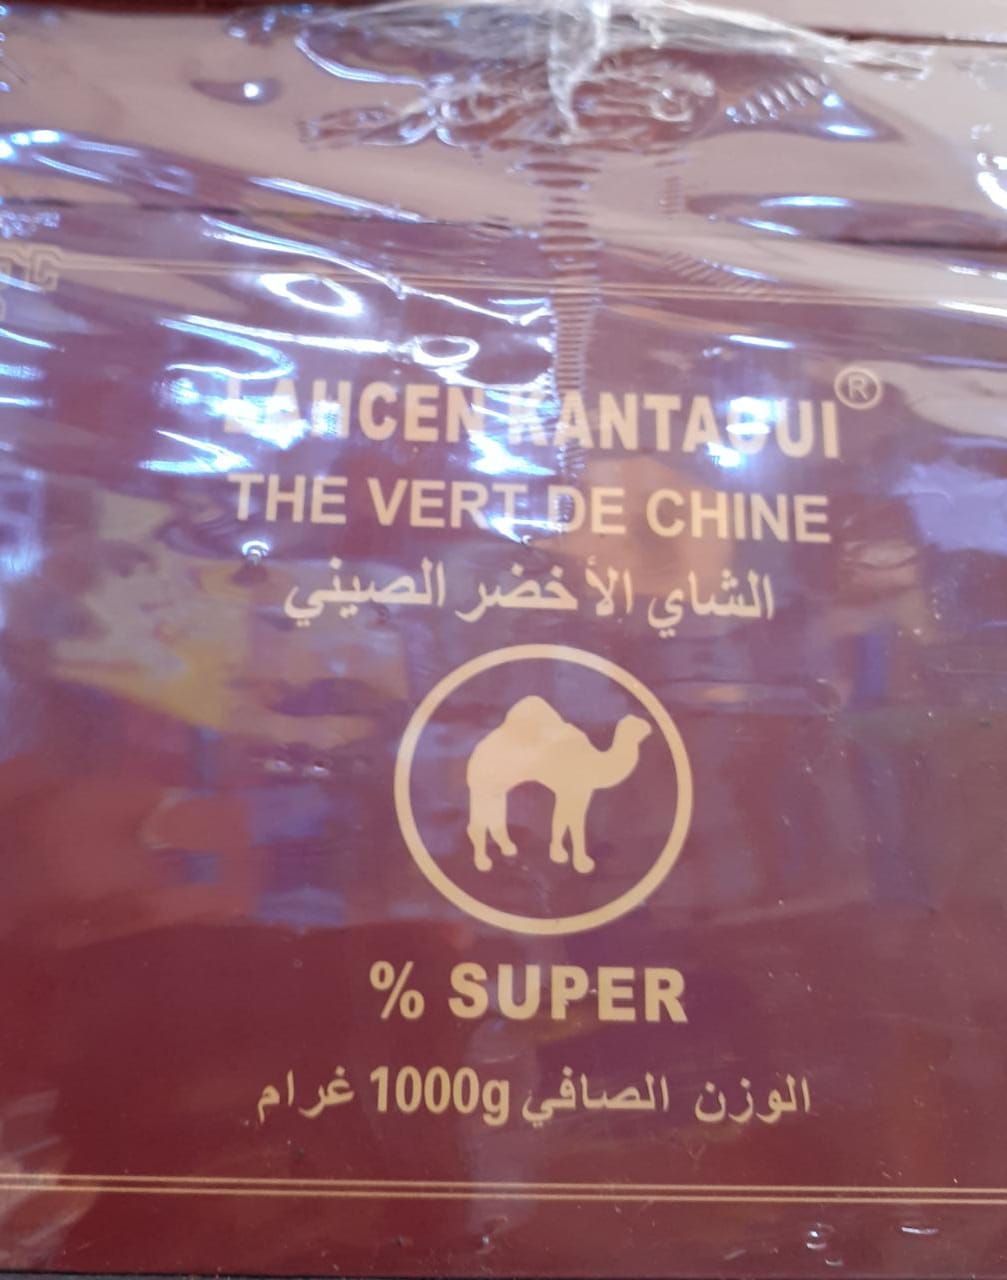 LAHCEN KANTAOUI®
THE VERT DE CHINE
الشاي الأخضر الصيني
% SUPER
الوزن الصافي 1000g غرام